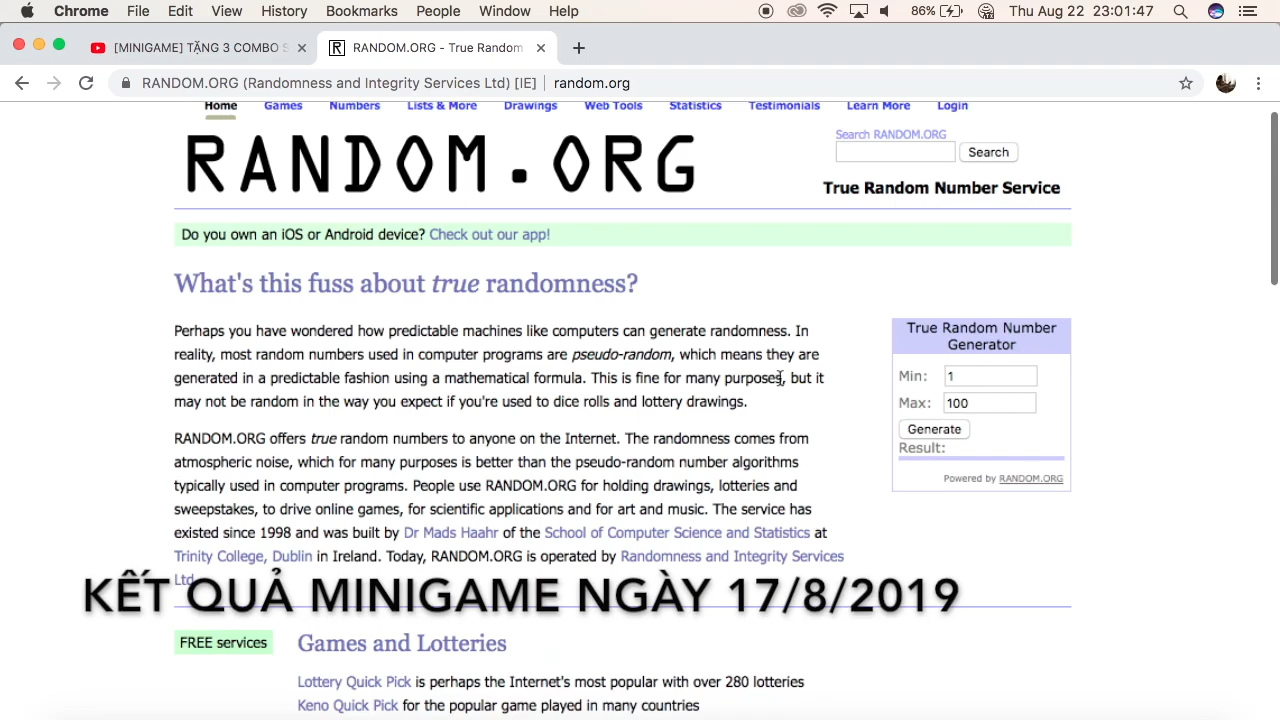 Chrome File Edit View History Bookmarks People Window Help 86% Thu Aug 22 23:01:47
[MINIGAME] TẶNG 3 COMBO S RANDOM.ORG - True Random
RANDOM.ORG (Randomness and Integrity Services Ltd) [IE] random.org
Home Games Numbers Lists & More Drawings Web Tools Statistics Testimonials Learn More Login
RANDOM.ORG
Search RANDOM.ORG
Search
True Random Number Service
Do you own an iOS or Android device? Check out our app!
What's this fuss about true randomness?
Perhaps you have wondered how predictable machines like computers can generate randomness. In
reality, most random numbers used in computer programs are pseudo-random, which means they are
generated in a predictable fashion using a mathematical formula. This is fine for many purposes, but it
may not be random in the way you expect if you're used to dice rolls and lottery drawings.
RANDOM.ORG offers true random numbers to anyone on the Internet. The randomness comes from
atmospheric noise, which for many purposes is better than the pseudo-random number algorithms
typically used in computer programs. People use RANDOM.ORG for holding drawings, lotteries and
sweepstakes, to drive online games, for scientific applications and for art and music. The service has
existed since 1998 and was built by Dr Mads Haahr of the School of Computer Science and Statistics at
Trinity College, Dublin in Ireland. Today, RANDOM.ORG is operated by Randomness and Integrity Services
Ltd.
True Random Number
Generator
Min: 1
Max: 100
Generate
Result:
Powered by RANDOM.ORG
KẾT QUẢ MINIGAME NGÀY 17/8/2019
FREE services
Games and Lotteries
Lottery Quick Pick is perhaps the Internet's most popular with over 280 lotteries
Keno Quick Pick for the popular game played in many countries